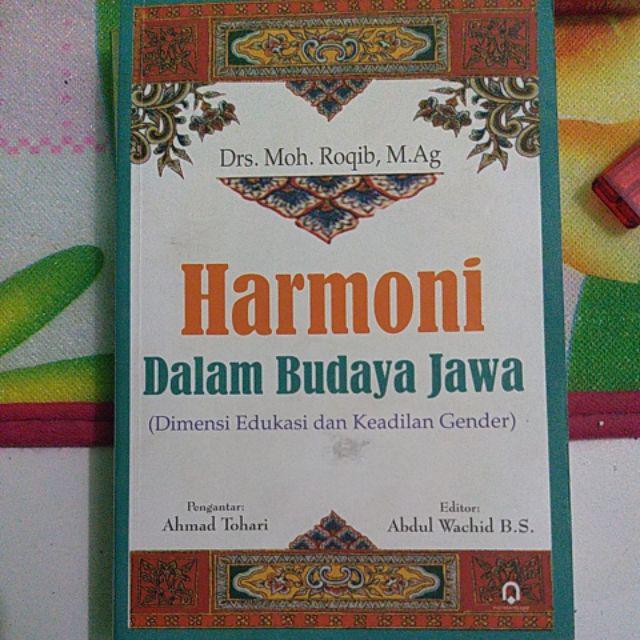 Drs. Moh. Roqib, M.Ag
Harmoni
Dalam Budaya Jawa
(Dimensi Edukasi dan Keadilan Gender)
Pengantar:
Ahmad Tohari
Editor:
Abdul Wachid B.S.